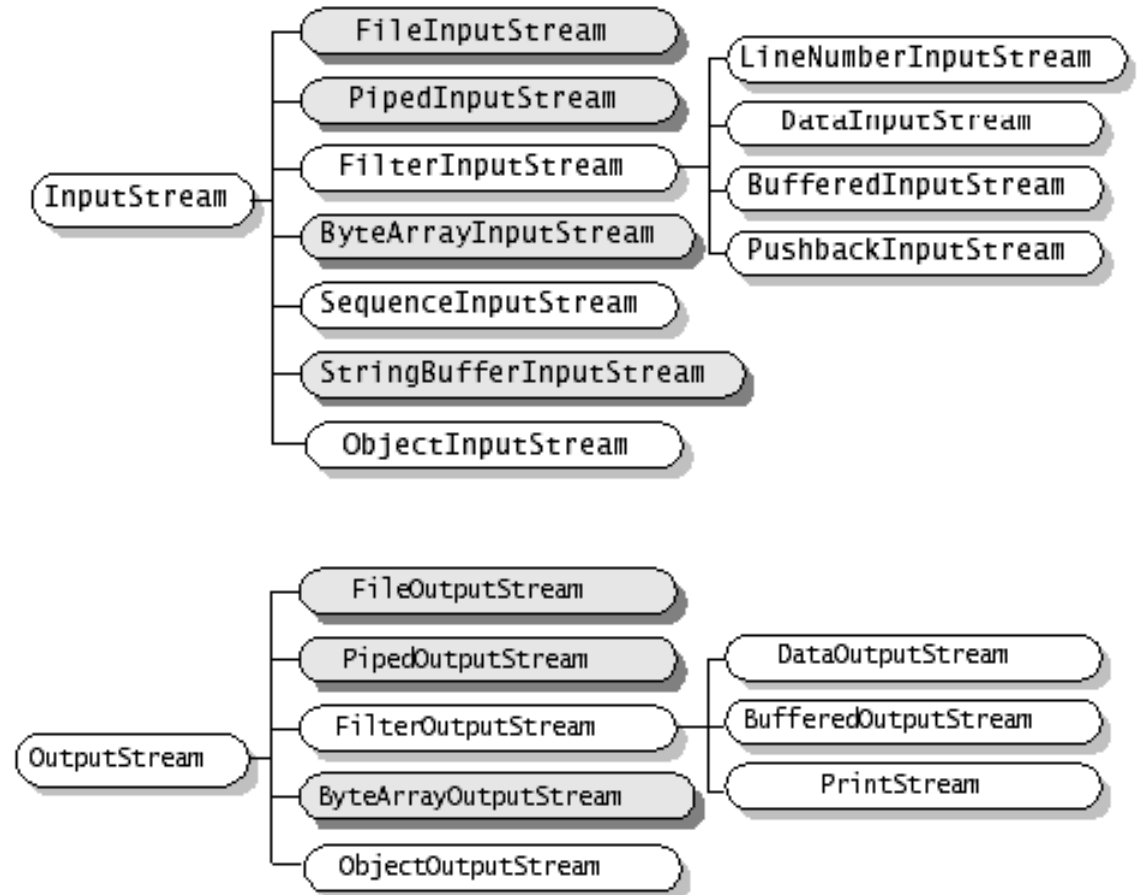 FileInputStream
PipedInputStream
FilterInputStream
InputStream
ByteArrayInputStream
SequenceInputStream
StringBufferInputStream
ObjectInputStream
LineNumberInputStream
DataInputStream
BufferedInputStream
PushbackInputStream
FileOutputStream
PipedOutputStream
FilterOutputStream
OutputStream
ByteArrayOutputStream
ObjectOutputStream
DataOutputStream
BufferedOutputStream
PrintStream